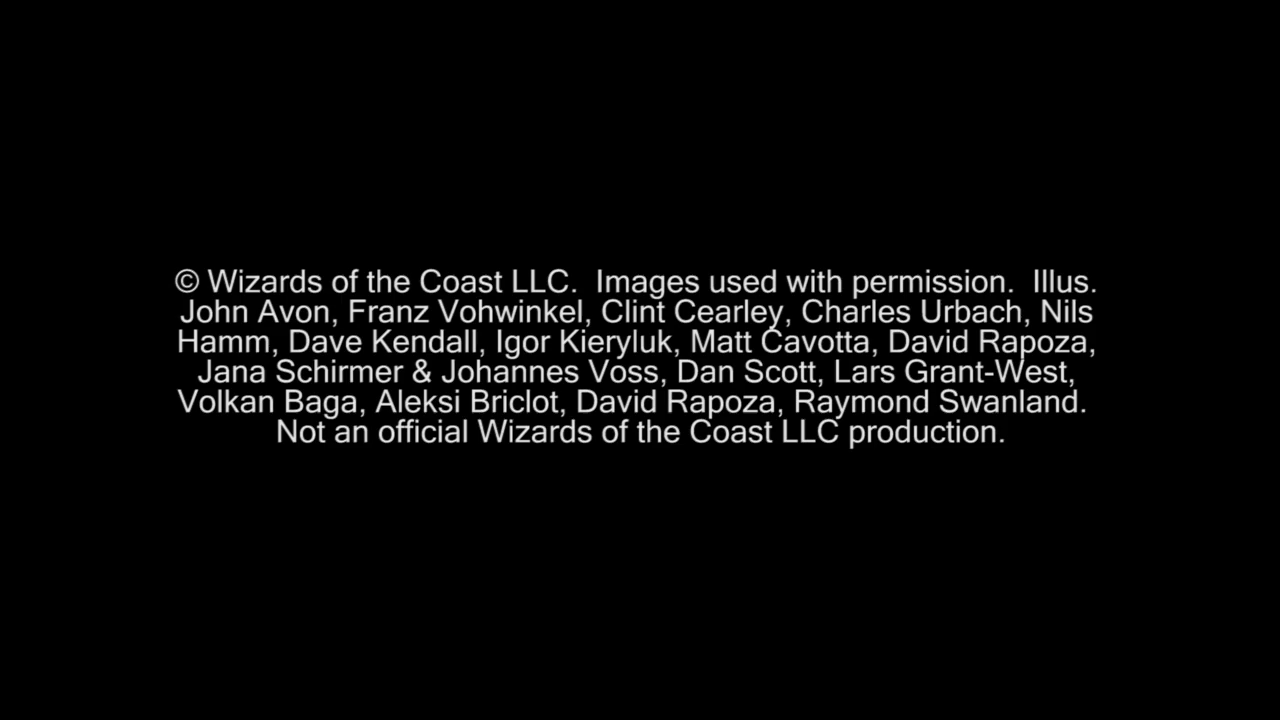 © Wizards of the Coast LLC.  Images used with permission.  Illus.
John Avon, Franz Vohwinkel, Clint Cearley, Charles Urbach, Nils
Hamm, Dave Kendall, Igor Kieryluk, Matt Cavotta, David Rapoza,
Jana Schirmer & Johannes Voss, Dan Scott, Lars Grant-West,
Volkan Baga, Aleksi Briclot, David Rapoza, Raymond Swanland.
Not an official Wizards of the Coast LLC production.